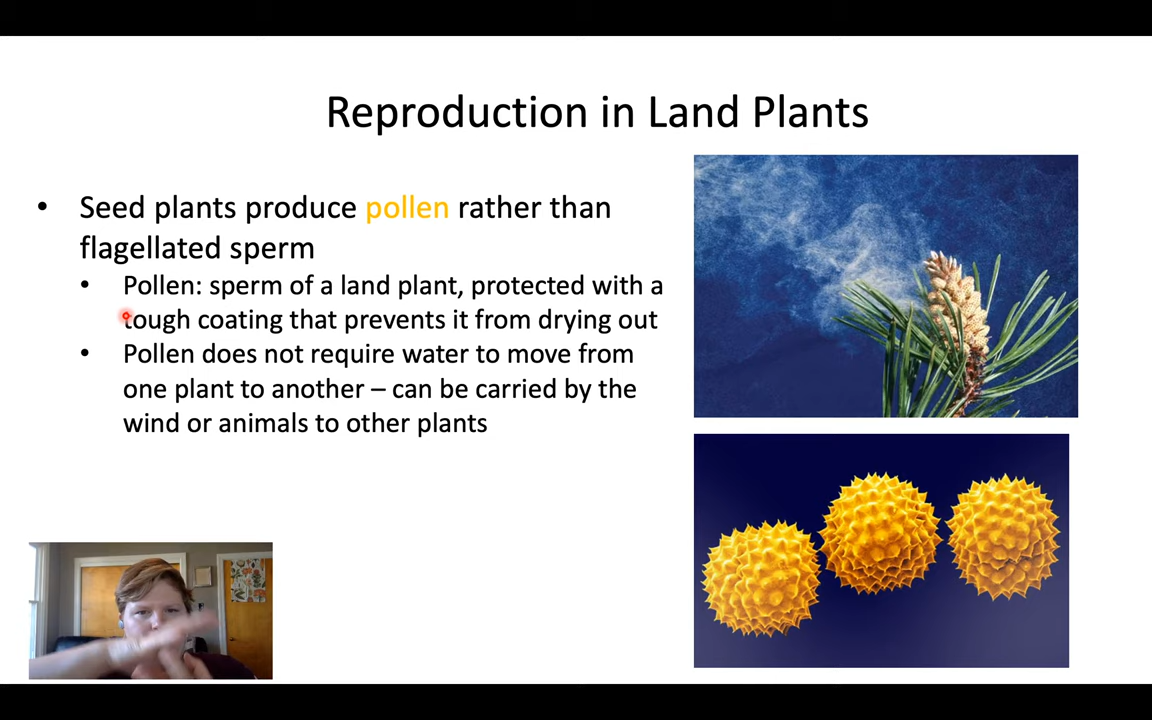 Reproduction in Land Plants
• Seed plants produce pollen rather than
flagellated sperm
• Pollen: sperm of a land plant, protected with a
tough coating that prevents it from drying out
• Pollen does not require water to move from
one plant to another – can be carried by the
wind or animals to other plants